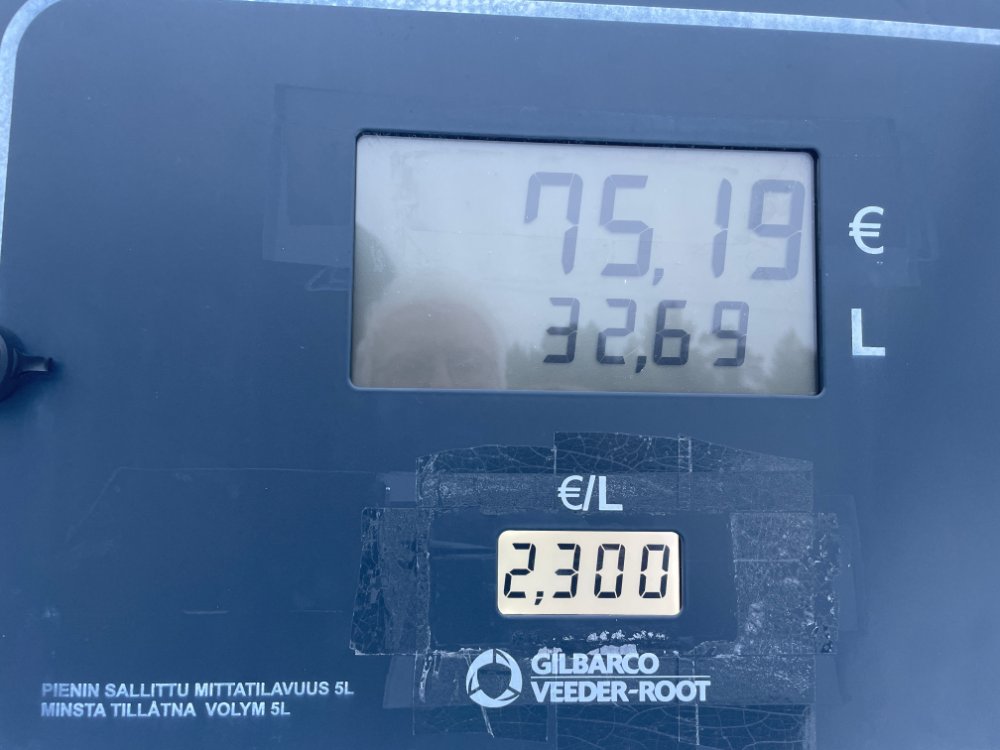 75,19 €
32,69 L
€/L
2,300
GILBARCO
VEEDER-ROOT
PIENIN SALLITTU MITTATILAVUUS 5L
MINSTA TILLÅTNA VOLYM 5L